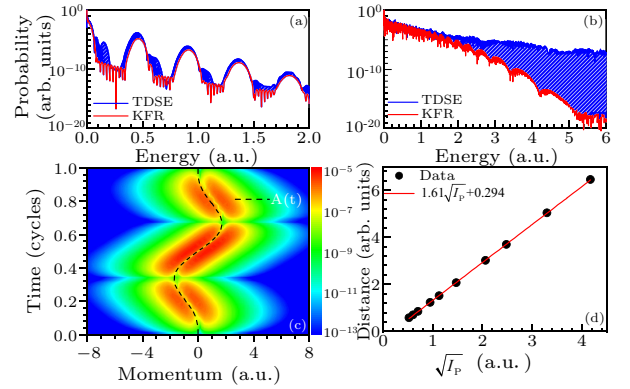 10^0
10^{-10}
10^{-20}
Probability
(arb. units)
(a)
TDSE
KFR
0.0 0.5 1.0 1.5 2.0
Energy (a.u.)
10^0
10^{-10}
10^{-20}
(b)
TDSE
KFR
0 1 2 3 4 5 6
Energy (a.u.)
1.0
0.8
0.6
0.4
0.2
0.0
Time (cycles)
A(t)
(c)
-8 -4 0 4 8
Momentum (a.u.)
10^{-5}
10^{-7}
10^{-9}
10^{-11}
10^{-13}
6
4
2
0
Distance (arb. units)
Data
1.61√I_P+0.294
(d)
0 1 2 3 4
√I_P (a.u.)